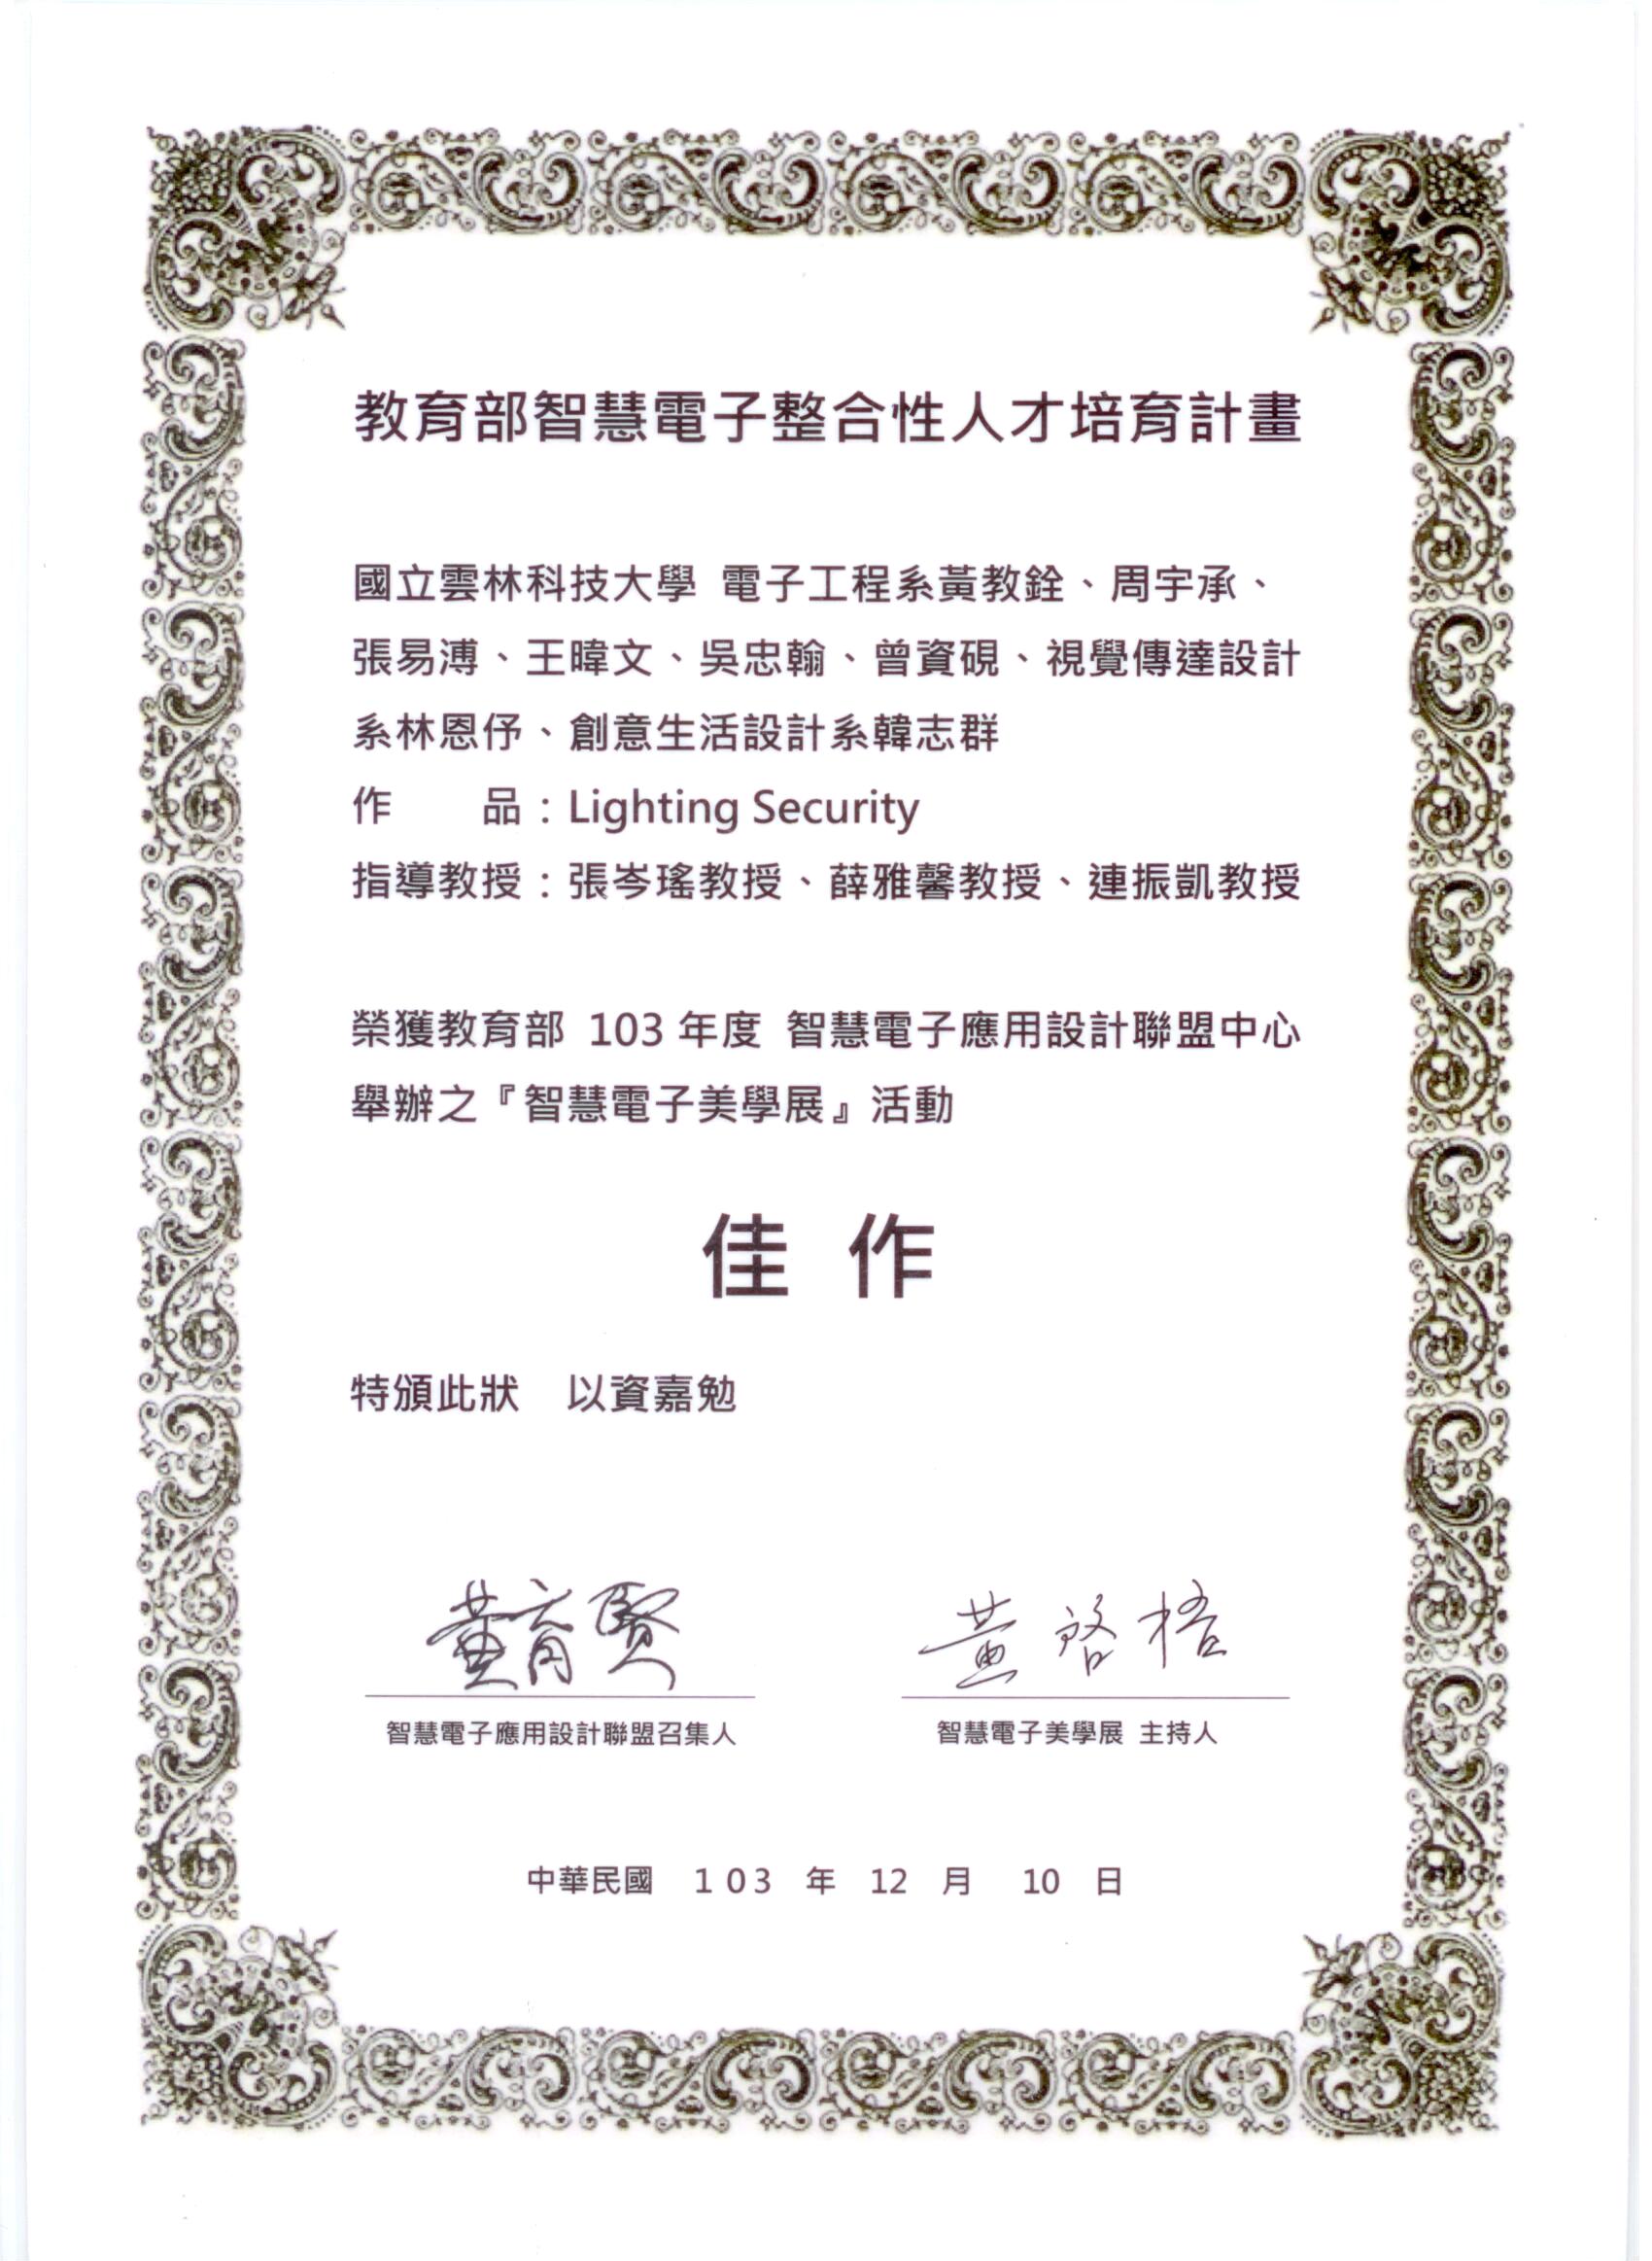 教育部智慧電子整合性人才培育計畫
國立雲林科技大學 電子工程系黃教銓、周宇承、
張易溥、王暐文、吳忠翰、曾資硯、視覺傳達設計
系林恩伃、創意生活設計系韓志群
作　　品：Lighting Security
指導教授：張岑瑤教授、薛雅馨教授、連振凱教授
榮獲教育部 103 年度 智慧電子應用設計聯盟中心
舉辦之『智慧電子美學展』活動
佳 作
特頒此狀　以資嘉勉
黃育賢 黃啓梧
智慧電子應用設計聯盟召集人 智慧電子美學展 主持人
中華民國 103 年 12 月 10 日